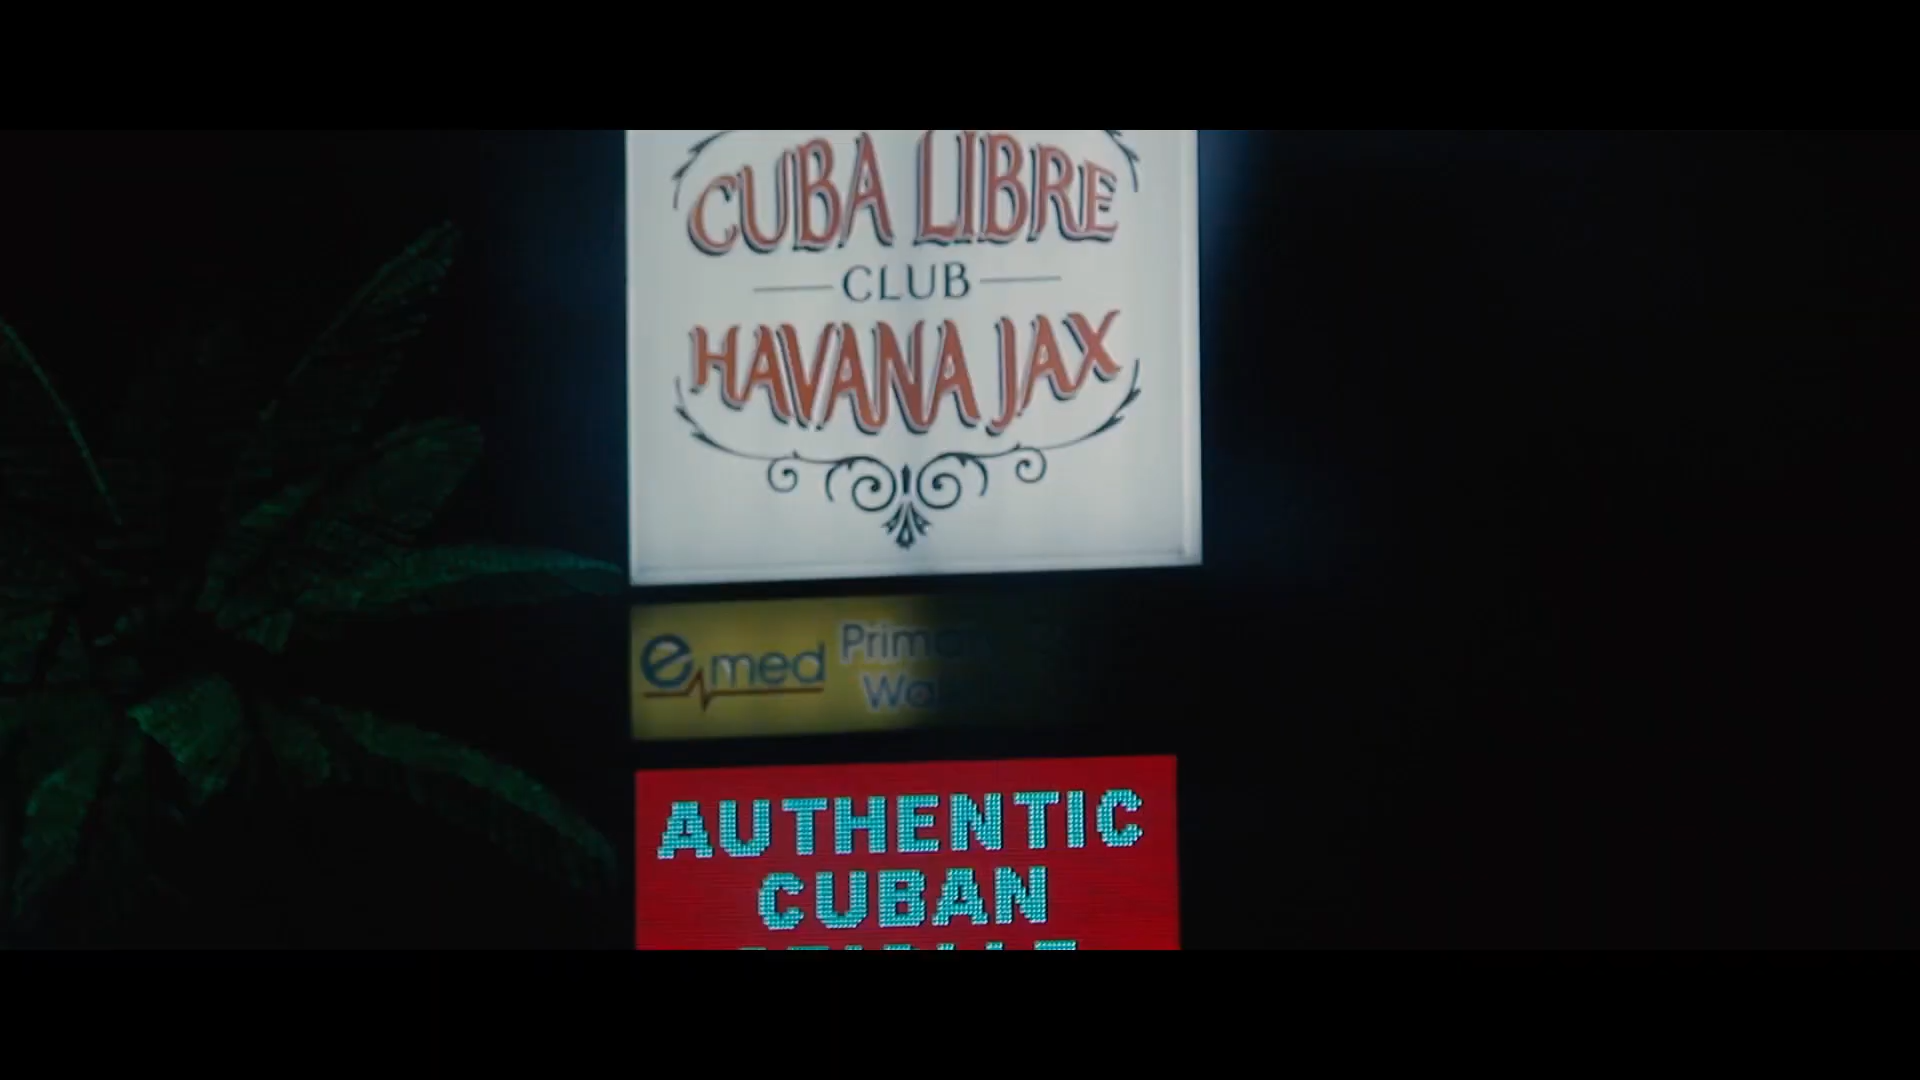 CUBA LIBRE
CLUB
HAVANA JAX
emed
AUTHENTIC
CUBAN